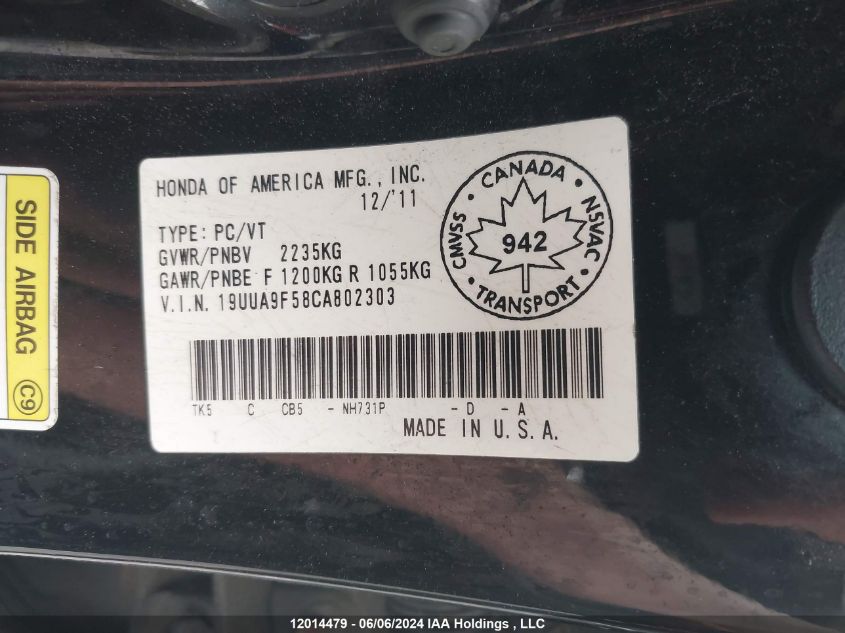 HONDA OF AMERICA MFG., INC.
12/'11
TYPE: PC/VT
GVWR/PNBV 2235KG
GAWR/PNBE F 1200KG R 1055KG
V.I.N. 19UUA9F58CA802303
CMVSS • CANADA • NSVAC • TRANSPORT •
942
TK5 C CB5 - NH731P - D - A
MADE IN U.S.A.
SIDE AIRBAG C9
12014479 - 06/06/2024 IAA Holdings , LLC